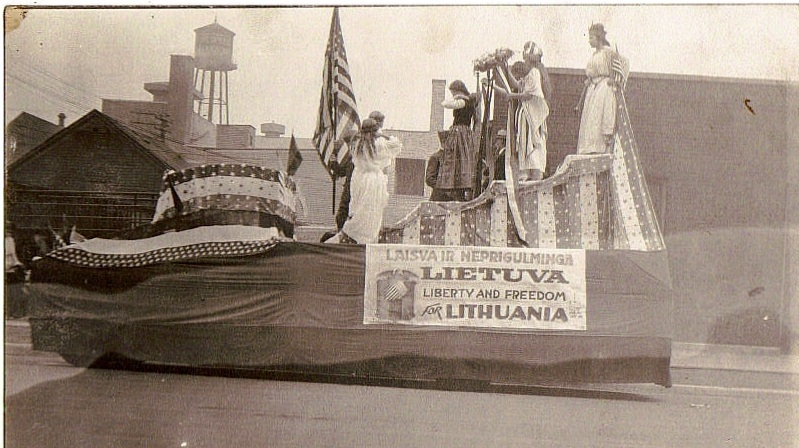 LAISVA IR NEPRIGULMINGA
LIETUVA
LIBERTY AND FREEDOM
for LITHUANIA